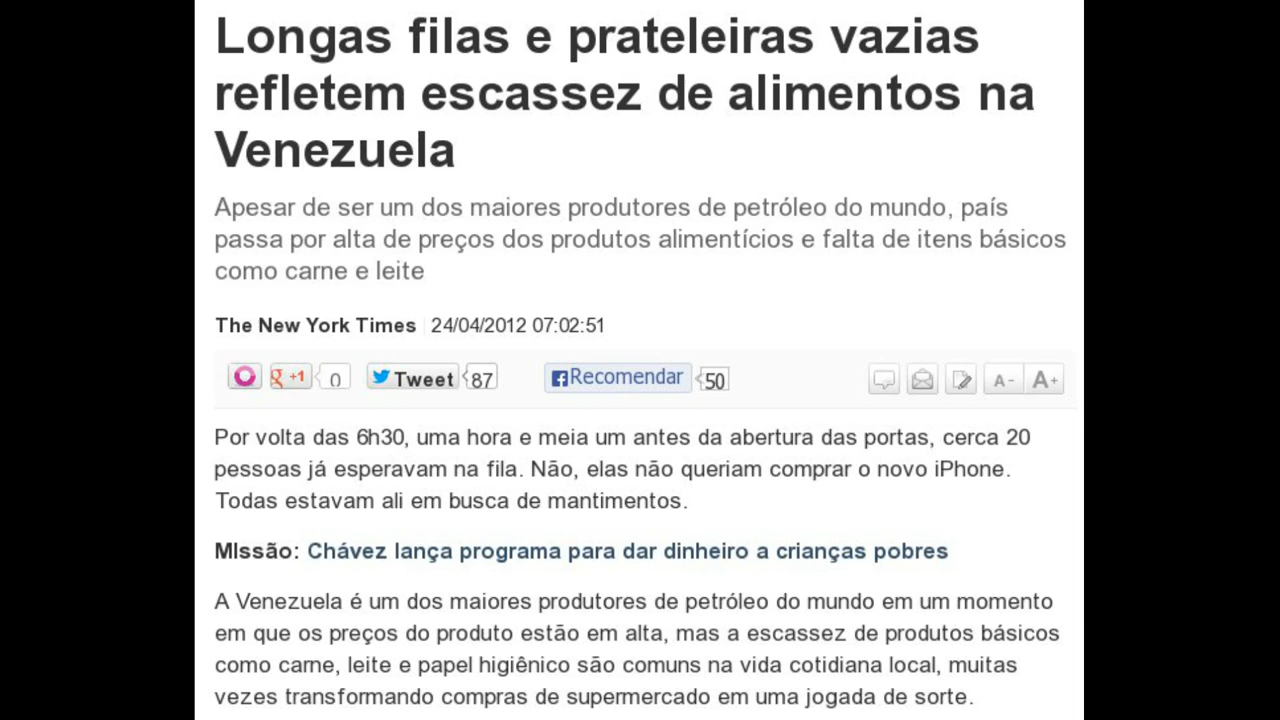 Longas filas e prateleiras vazias
refletem escassez de alimentos na
Venezuela
Apesar de ser um dos maiores produtores de petróleo do mundo, país
passa por alta de preços dos produtos alimentícios e falta de itens básicos
como carne e leite
The New York Times 24/04/2012 07:02:51
g +1 0 Tweet 87 Recomendar 50 A- A+
Por volta das 6h30, uma hora e meia um antes da abertura das portas, cerca 20
pessoas já esperavam na fila. Não, elas não queriam comprar o novo iPhone.
Todas estavam ali em busca de mantimentos.
MIssão: Chávez lança programa para dar dinheiro a crianças pobres
A Venezuela é um dos maiores produtores de petróleo do mundo em um momento
em que os preços do produto estão em alta, mas a escassez de produtos básicos
como carne, leite e papel higiênico são comuns na vida cotidiana local, muitas
vezes transformando compras de supermercado em uma jogada de sorte.